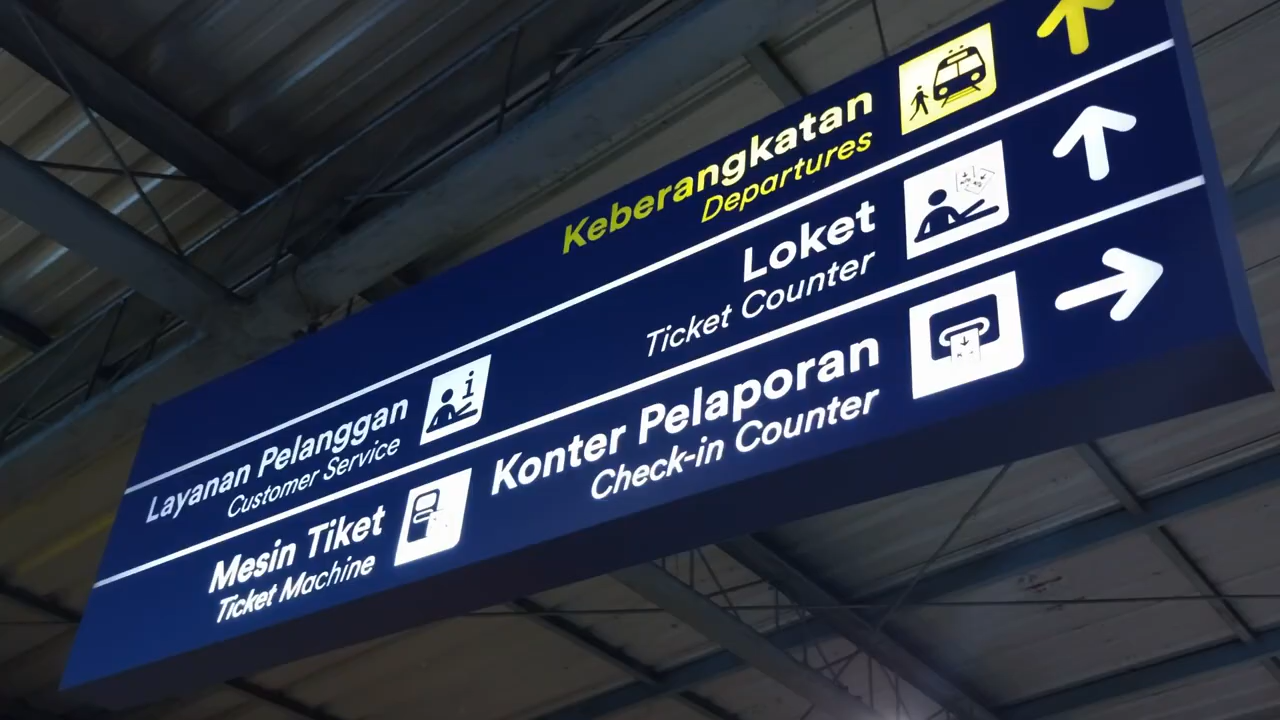 Keberangkatan
Departures
Layanan Pelanggan
Customer Service
Loket
Ticket Counter
Mesin Tiket
Ticket Machine
Konter Pelaporan
Check-in Counter